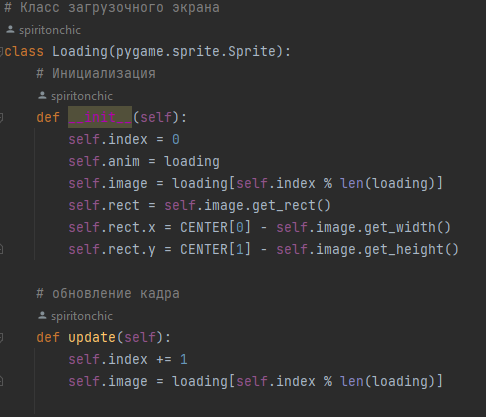 # Класс загрузочного экрана
spiritonchic
class Loading(pygame.sprite.Sprite):
# Инициализация
spiritonchic
def __init__(self):
self.index = 0
self.anim = loading
self.image = loading[self.index % len(loading)]
self.rect = self.image.get_rect()
self.rect.x = CENTER[0] - self.image.get_width()
self.rect.y = CENTER[1] - self.image.get_height()
# обновление кадра
spiritonchic
def update(self):
self.index += 1
self.image = loading[self.index % len(loading)]